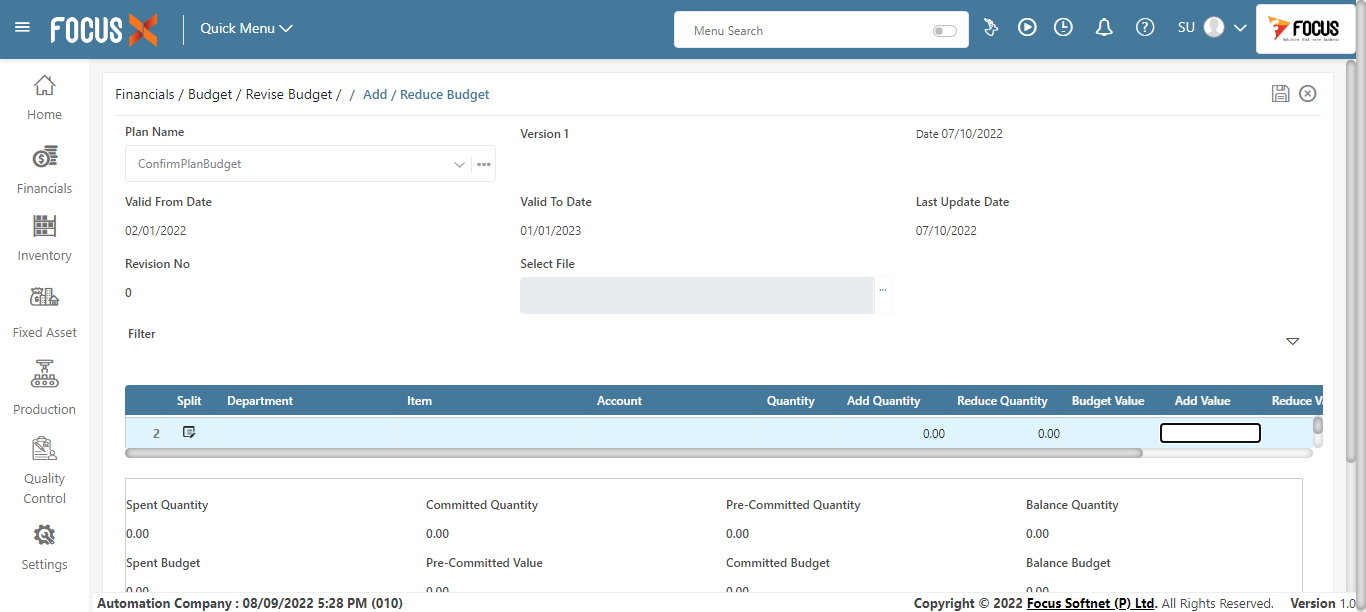 FOCUS X
Quick Menu
Menu Search
SU
FOCUS
Home
Financials
Inventory
Fixed Asset
Production
Quality
Control
Settings
Financials / Budget / Revise Budget / / Add / Reduce Budget
Plan Name
Version 1
Date 07/10/2022
ConfirmPlanBudget
Valid From Date
Valid To Date
Last Update Date
02/01/2022
01/01/2023
07/10/2022
Revision No
Select File
0
...
Filter
Split Department Item Account Quantity Add Quantity Reduce Quantity Budget Value Add Value Reduce V
2 0.00 0.00
Spent Quantity Committed Quantity Pre-Committed Quantity Balance Quantity
0.00 0.00 0.00 0.00
Spent Budget Pre-Committed Value Committed Budget Balance Budget
0.00 0.00 0.00 0.00
Automation Company : 08/09/2022 5:28 PM (010)
Copyright © 2022 Focus Softnet (P) Ltd. All Rights Reserved. Version 1.0